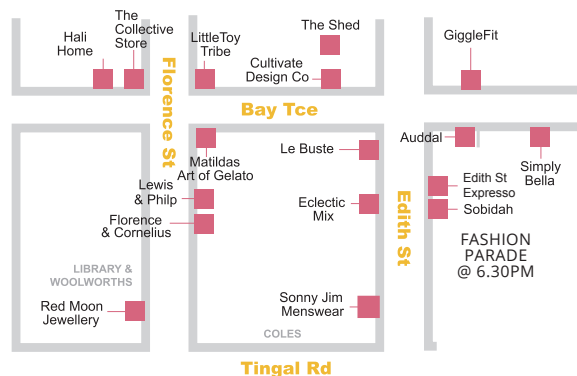 The
Collective
Store
Hali
Home
LittleToy
Tribe
The Shed
Cultivate
Design Co
GiggleFit
Florence St
Bay Tce
Matildas
Art of Gelato
Le Buste
Auddal
Simply
Bella
Lewis
& Philp
Florence
& Cornelius
Eclectic
Mix
Edith St
Edith St
Expresso
Sobidah
FASHION
PARADE
@ 6.30PM
LIBRARY &
WOOLWORTHS
Red Moon
Jewellery
Sonny Jim
Menswear
COLES
Tingal Rd